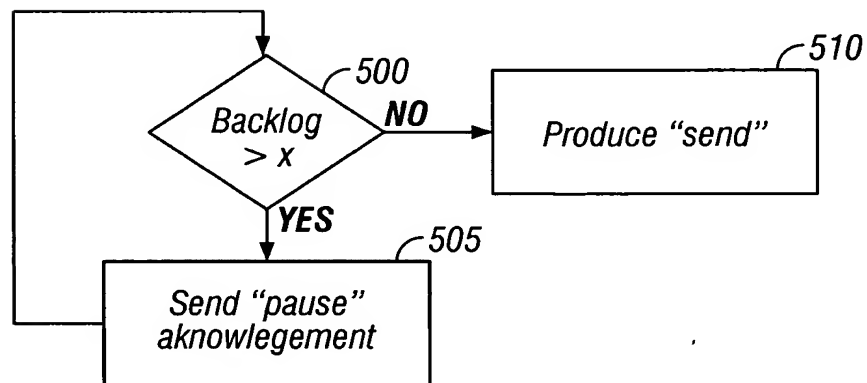 500
510
Backlog
> x
NO
Produce "send"
YES
505
Send "pause"
aknowlegement